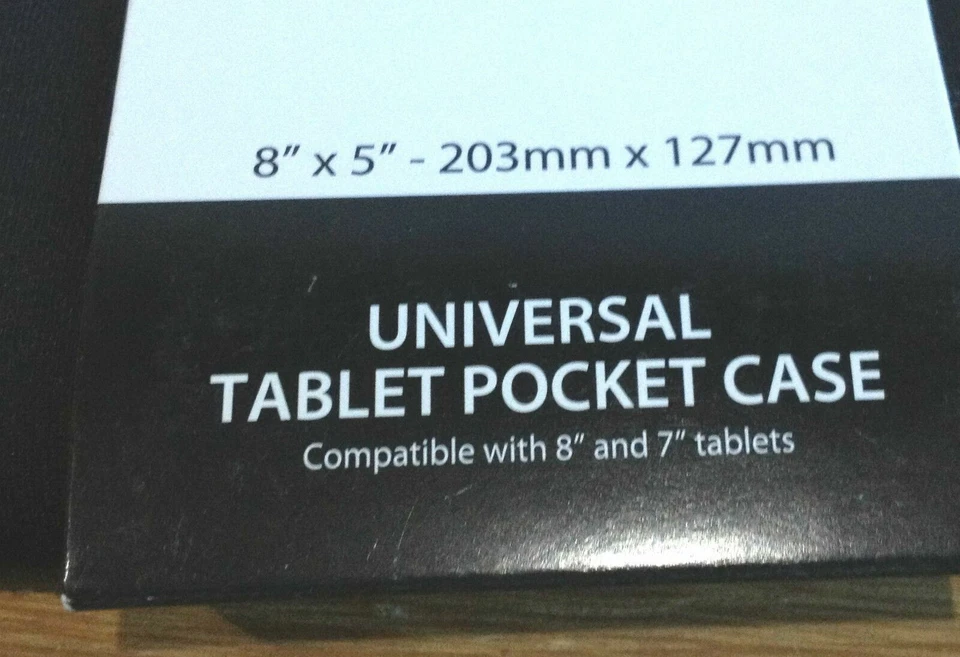 8” x 5” - 203mm x 127mm
UNIVERSAL
TABLET POCKET CASE
Compatible with 8” and 7” tablets